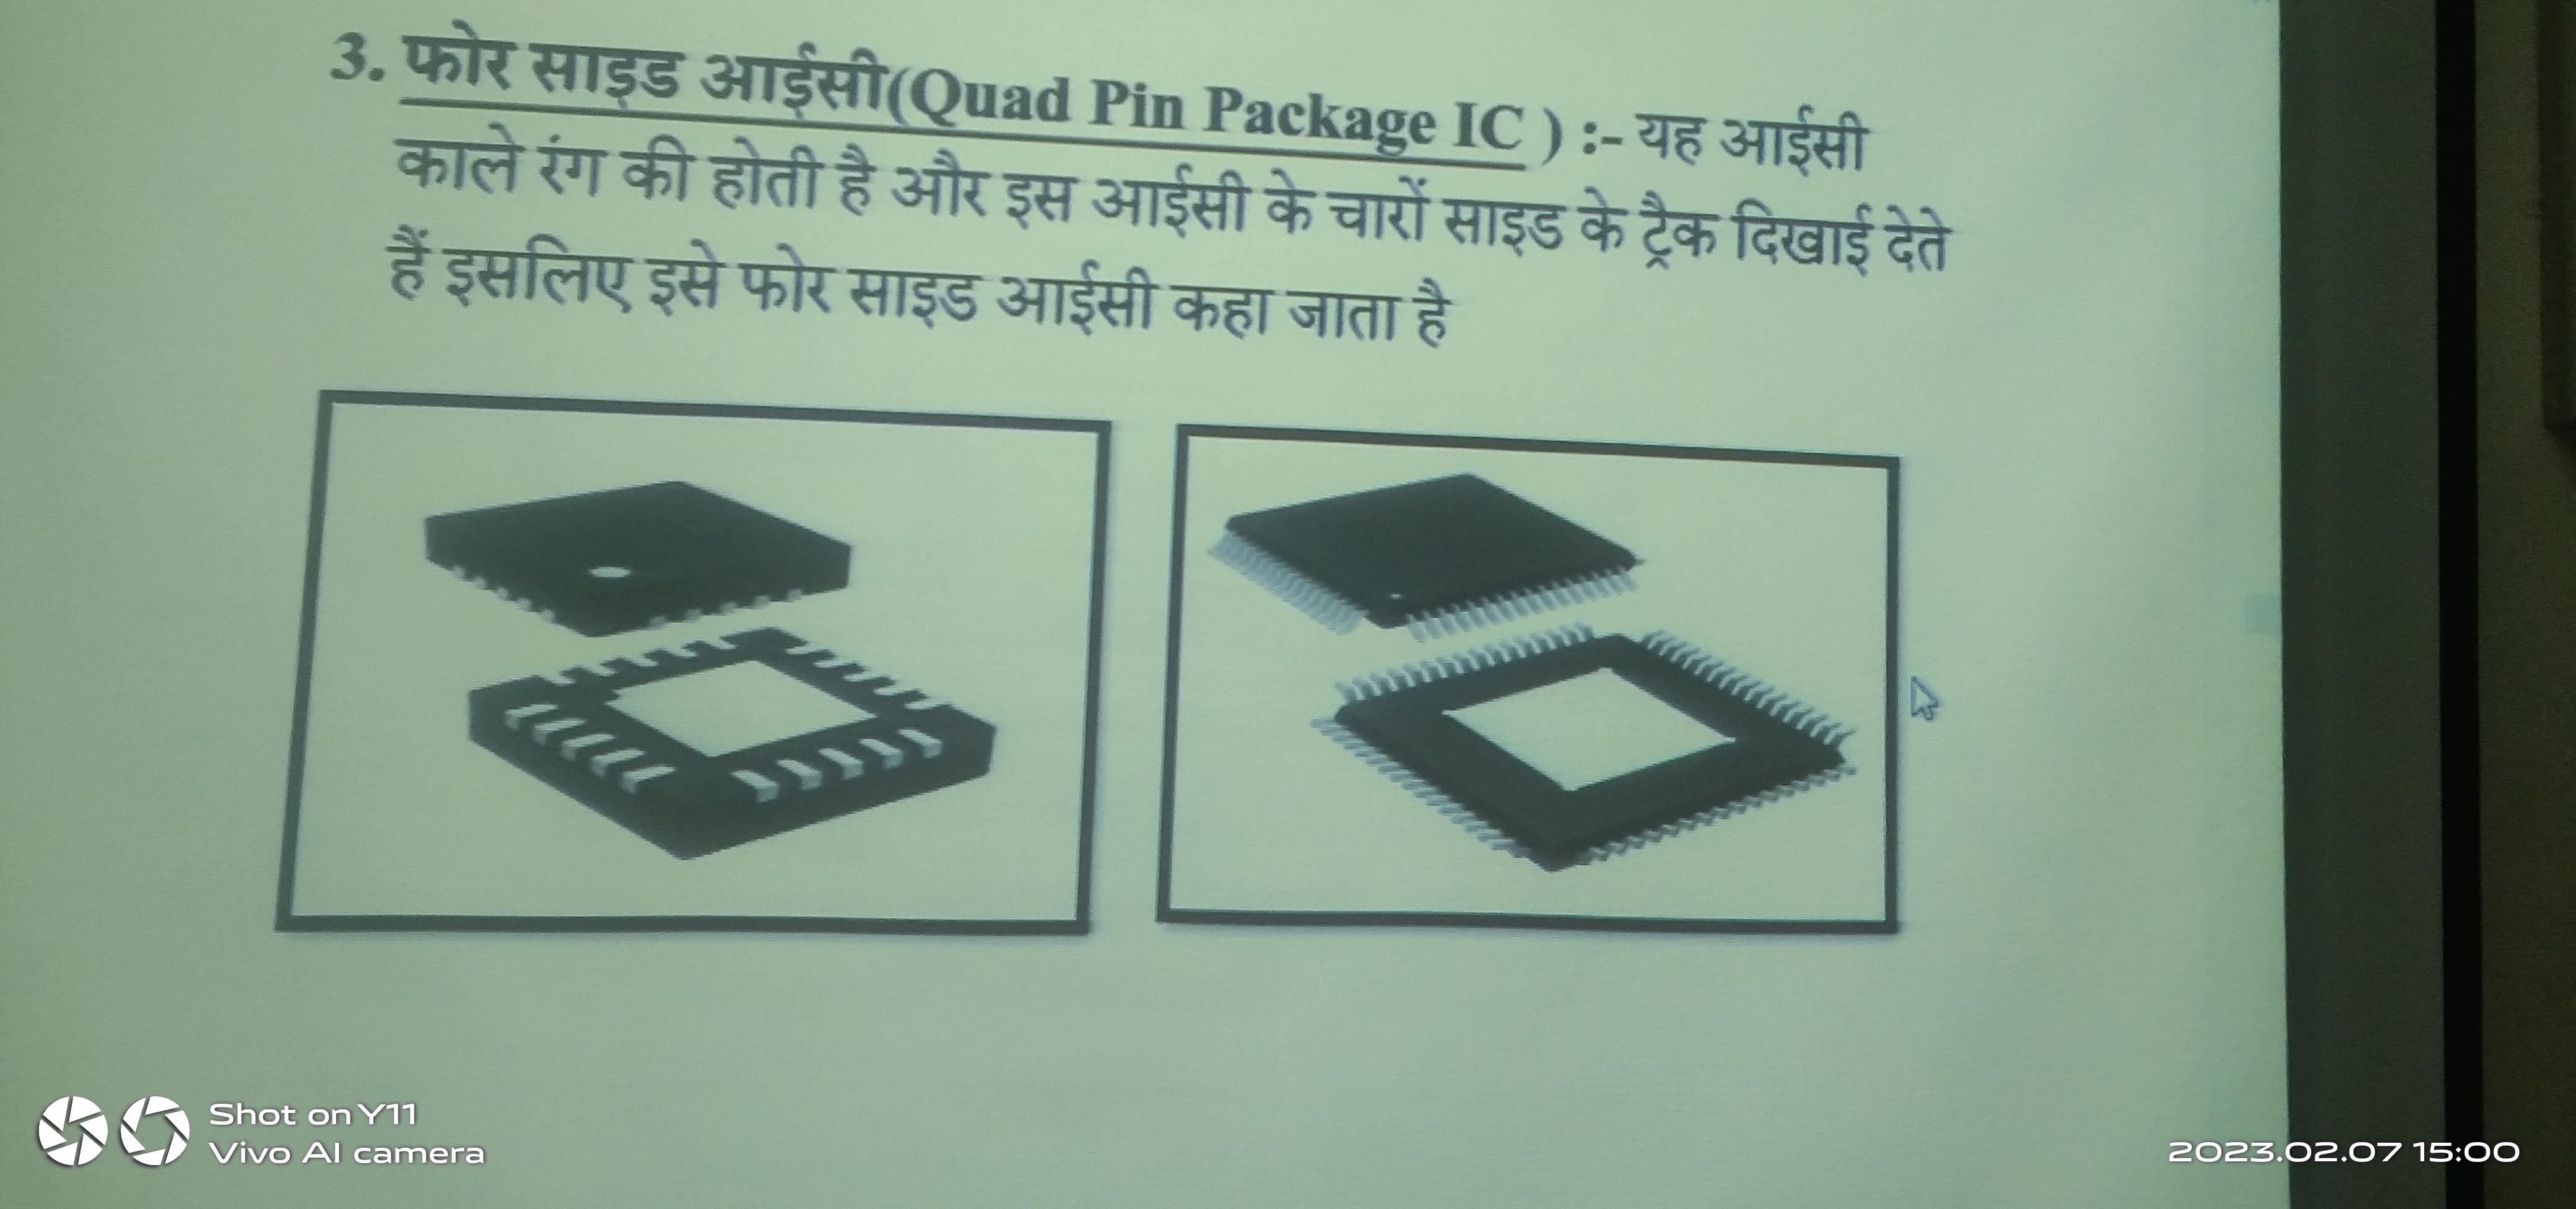 3. फोर साइड आईसी(Quad Pin Package IC ) :- यह आईसी
काले रंग की होती है और इस आईसी के चारों साइड के ट्रैक दिखाई देते
हैं इसलिए इसे फोर साइड आईसी कहा जाता है
Shot on Y11
Vivo AI camera
2023.02.07 15:00